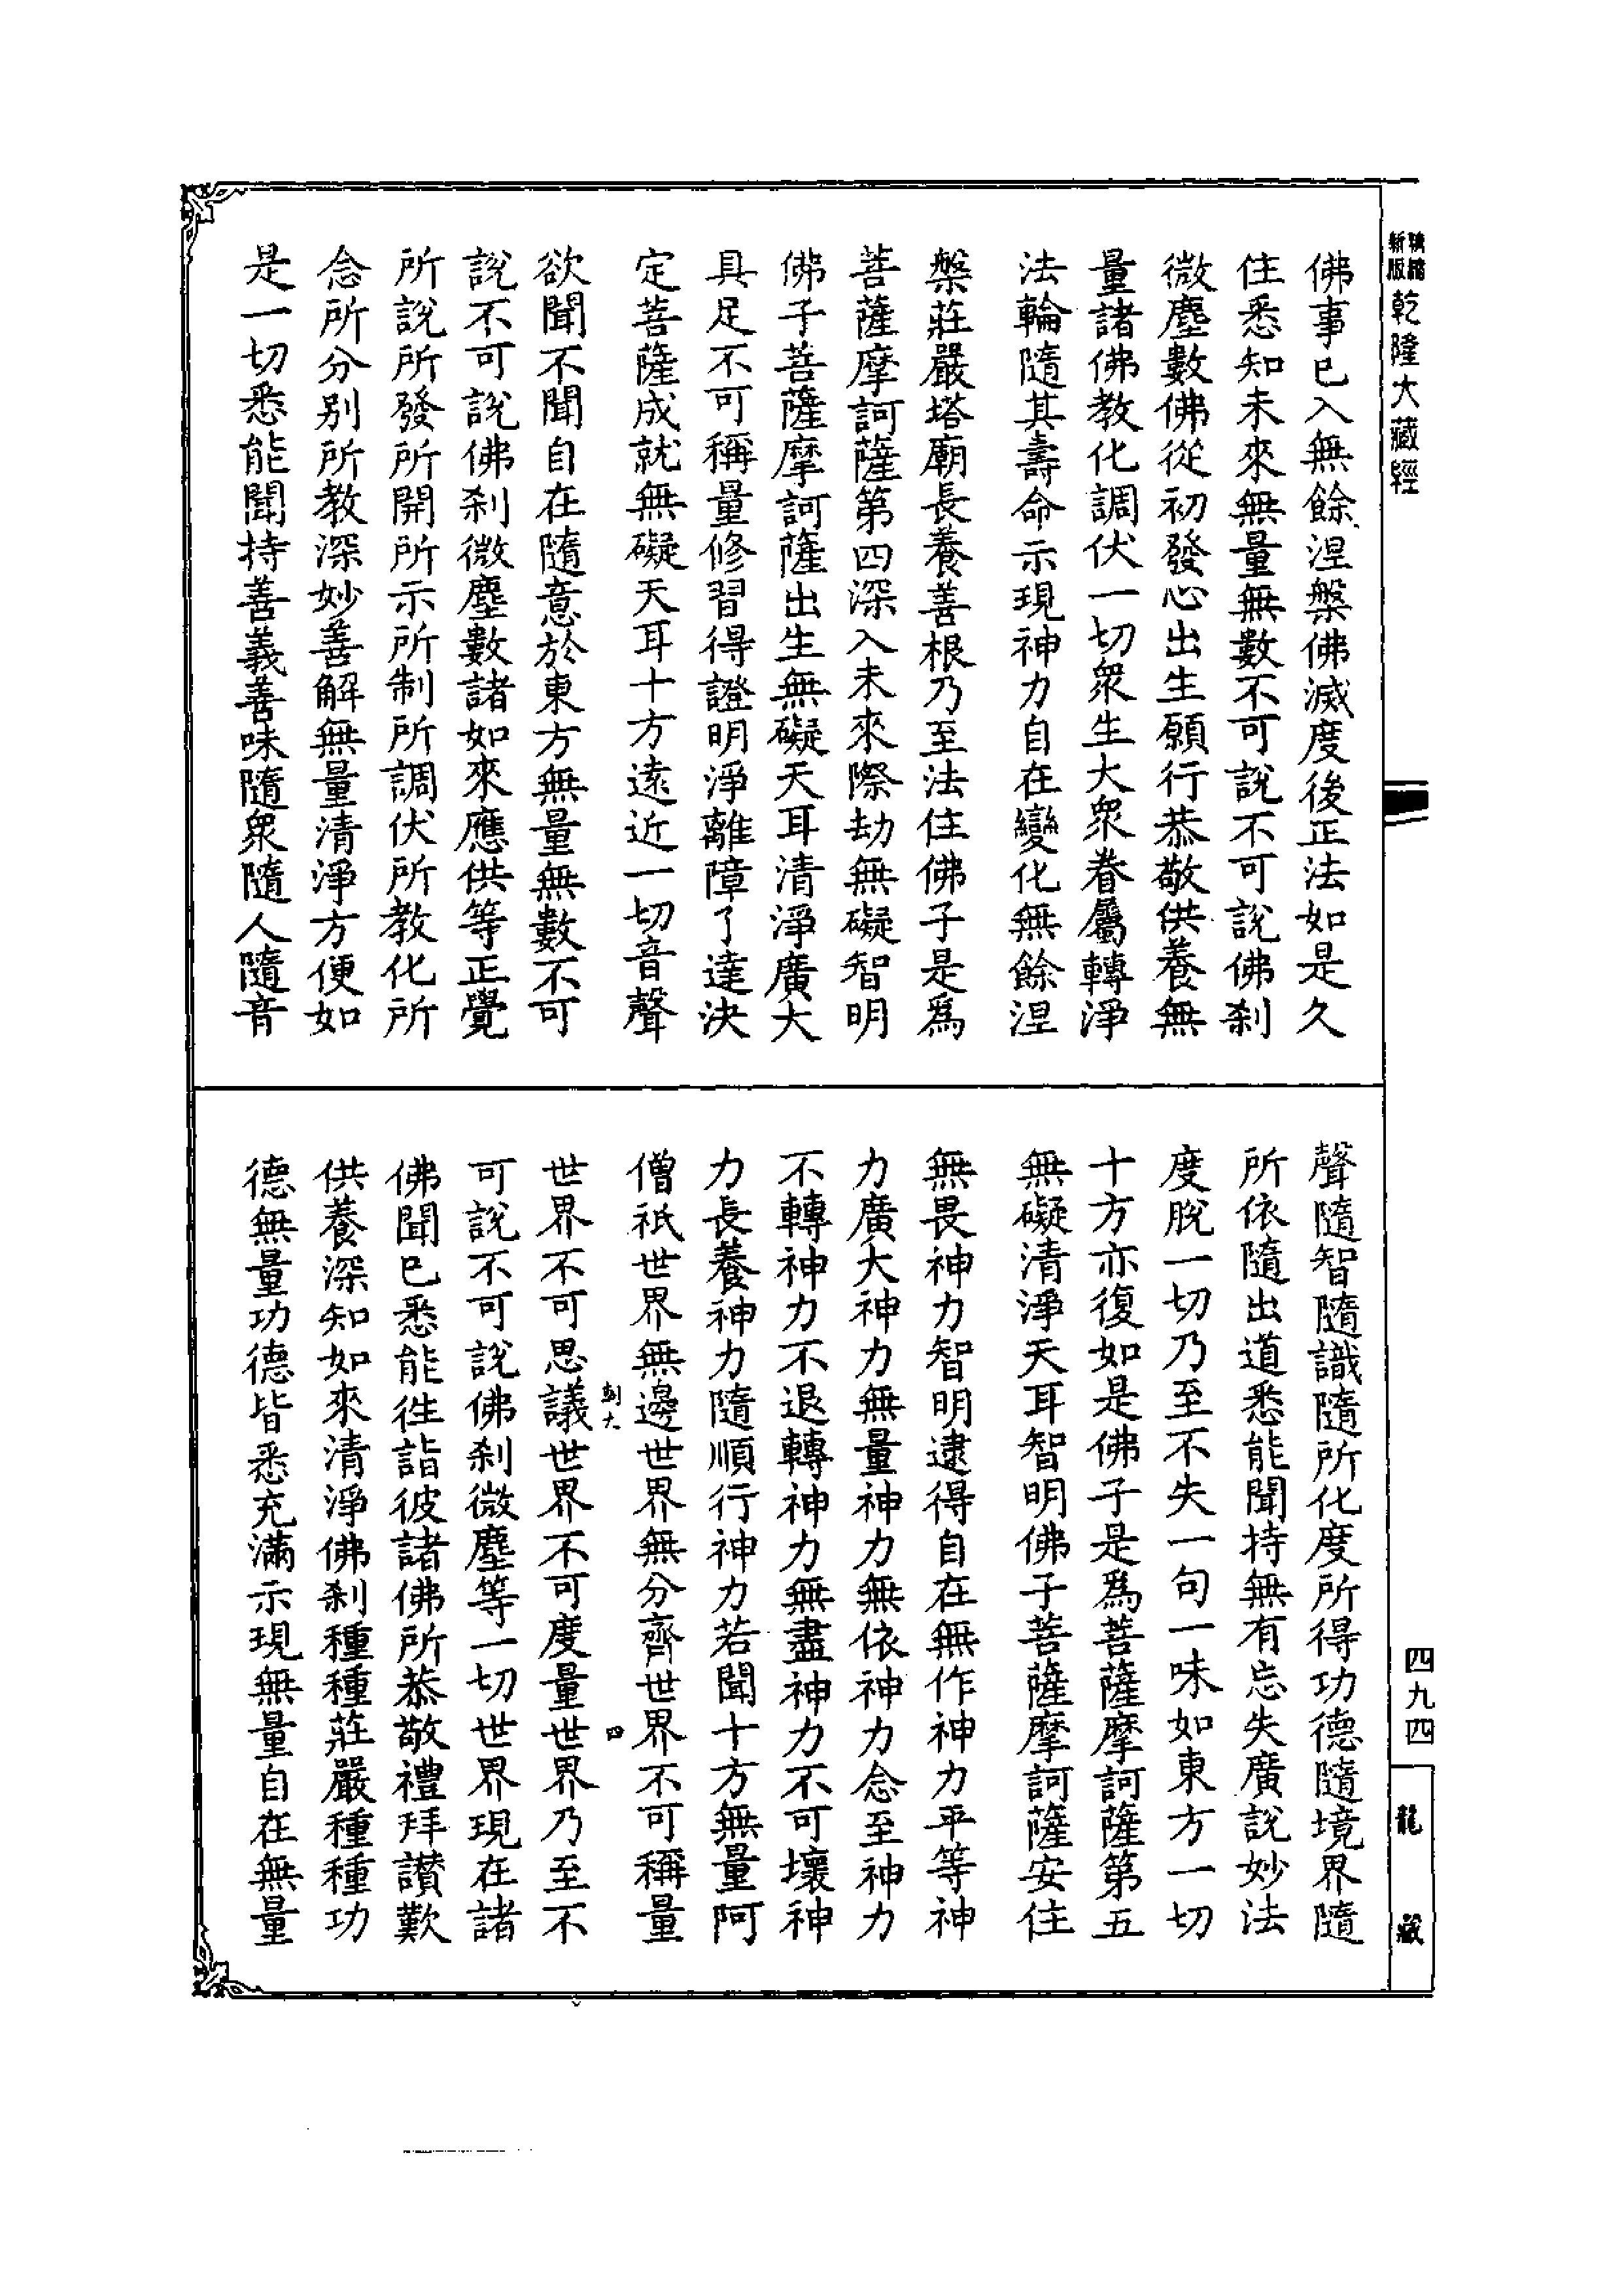 新版
乾隆大藏經
佛事已入無餘涅槃佛滅度後正法如是久
住悉知未來無量無數不可說不可說佛刹
微塵數佛從初發心出生願行恭敬供養無
量諸佛教化調伏一切衆生大衆眷屬轉淨
法輪隨其壽命示現神力自在變化無餘涅
槃莊嚴塔廟長養善根乃至法住佛子是爲
菩薩摩訶薩第四深入未來際劫無礙智明
佛子菩薩摩訶薩出生無礙天耳清淨廣大
具足不可稱量修習得證明淨離障了達決
定菩薩成就無礙天耳十方遠近一切音聲
欲聞不聞自在隨意於東方無量無數不可
說不可說佛刹微塵數諸如來應供等正覺
所說所發所開所示所制所調伏所教化所
念所分別所教深妙善解無量清淨方便如
是一切悉能聞持善義善味隨衆隨人隨音
聲隨智隨識隨所化度所得功德隨境界隨
所依隨出道悉能聞持無有忘失廣說妙法
度脫一切乃至不失一句一味如東方一切
十方亦復如是佛子是爲菩薩摩訶薩第五
無礙清淨天耳智明佛子菩薩摩訶薩安住
無畏神力智明逮得自在無作神力平等神
力廣大神力無量神力無依神力念至神力
不轉神力不退轉神力無盡神力不可壞神
力長養神力隨順行神力若聞十方無量阿
僧祇世界無邊世界無分齊世界不可稱量
四
世界不可思議世界不可度量世界乃至不
可說不可說佛刹微塵等一切世界現在諸
佛聞已悉能往詣彼諸佛所恭敬禮拜讚歎
供養深知如來清淨佛刹種種莊嚴種種功
德無量功德皆悉充滿示現無量自在無量
四九四
龍藏